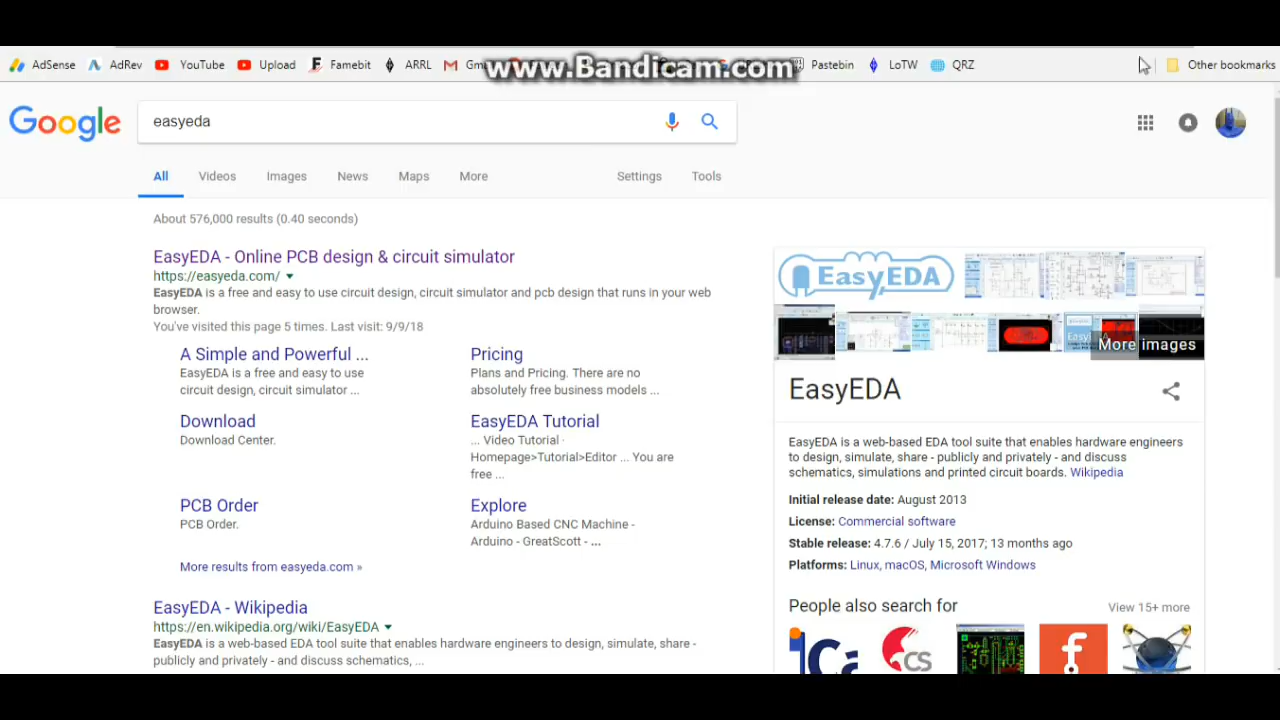 AdSense AdRev YouTube Upload Famebit ARRL Pastebin LoTW QRZ Other bookmarks
www.Bandicam.com
Google easyeda
All Videos Images News Maps More Settings Tools
About 576,000 results (0.40 seconds)
EasyEDA - Online PCB design & circuit simulator
https://easyeda.com/
EasyEDA is a free and easy to use circuit design, circuit simulator and pcb design that runs in your web
browser.
You've visited this page 5 times. Last visit: 9/9/18
A Simple and Powerful ...
EasyEDA is a free and easy to use
circuit design, circuit simulator ...
Pricing
Plans and Pricing. There are no
absolutely free business models ...
Download
Download Center.
EasyEDA Tutorial
... Video Tutorial ·
Homepage>Tutorial>Editor ... You are
free ...
PCB Order
PCB Order.
Explore
Arduino Based CNC Machine -
Arduino - GreatScott - ...
More results from easyeda.com »
EasyEDA - Wikipedia
https://en.wikipedia.org/wiki/EasyEDA
EasyEDA is a web-based EDA tool suite that enables hardware engineers to design, simulate, share -
publicly and privately - and discuss schematics, ...
EasyEDA
More images
EasyEDA
EasyEDA is a web-based EDA tool suite that enables hardware engineers
to design, simulate, share - publicly and privately - and discuss
schematics, simulations and printed circuit boards. Wikipedia
Initial release date: August 2013
License: Commercial software
Stable release: 4.7.6 / July 15, 2017; 13 months ago
Platforms: Linux, macOS, Microsoft Windows
People also search for View 15+ more